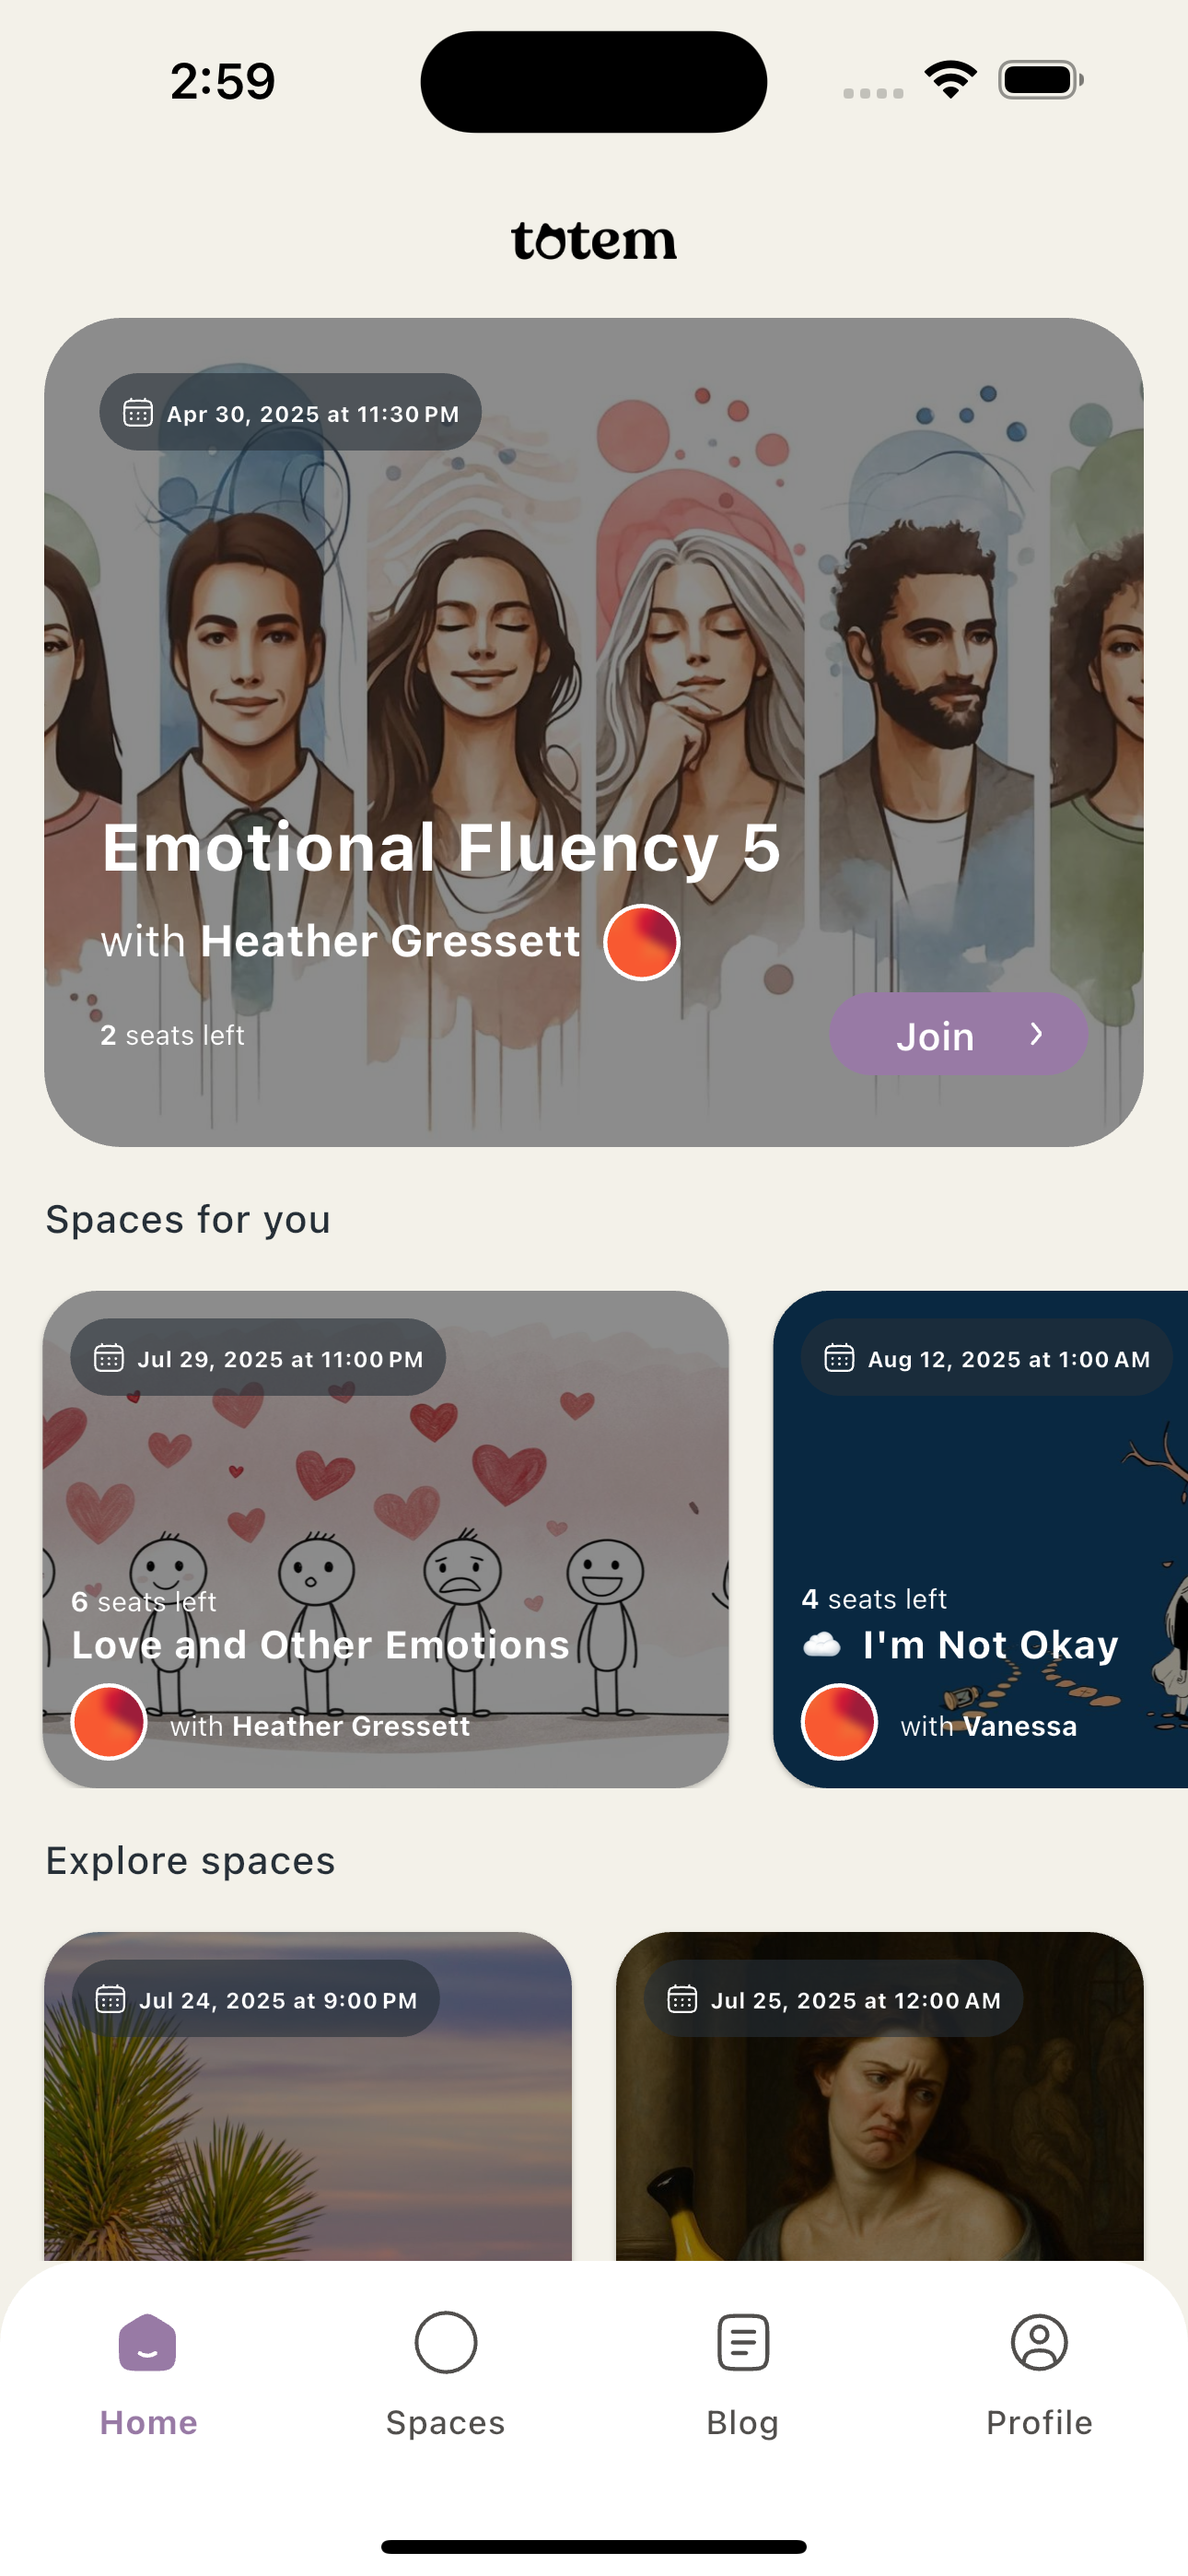 2:59
totem
Apr 30, 2025 at 11:30 PM
Emotional Fluency 5
with Heather Gressett
2 seats left
Join
Spaces for you
Jul 29, 2025 at 11:00 PM
6 seats left
Love and Other Emotions
with Heather Gressett
Aug 12, 2025 at 1:00 AM
4 seats left
☁️ I'm Not Okay
with Vanessa
Explore spaces
Jul 24, 2025 at 9:00 PM
Jul 25, 2025 at 12:00 AM
Home
Spaces
Blog
Profile